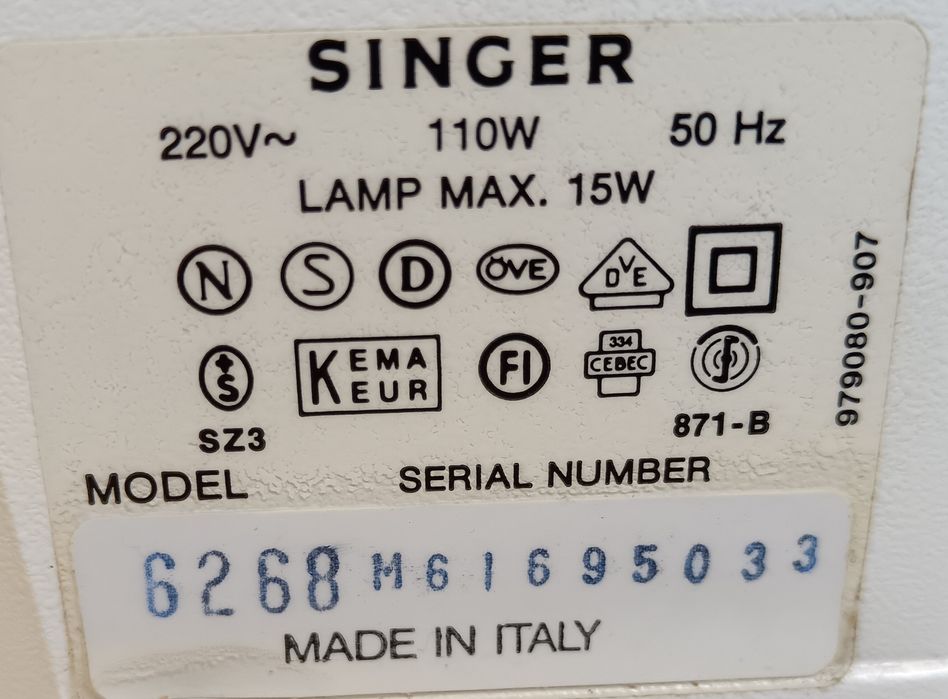 SINGER
220V~ 110W 50 Hz
LAMP MAX. 15W
N S D ÖVE DVE
+S KEMA EUR FI 334 CEBEC
SZ3 871-B
979080-907
MODEL SERIAL NUMBER
6268 M61695033
MADE IN ITALY